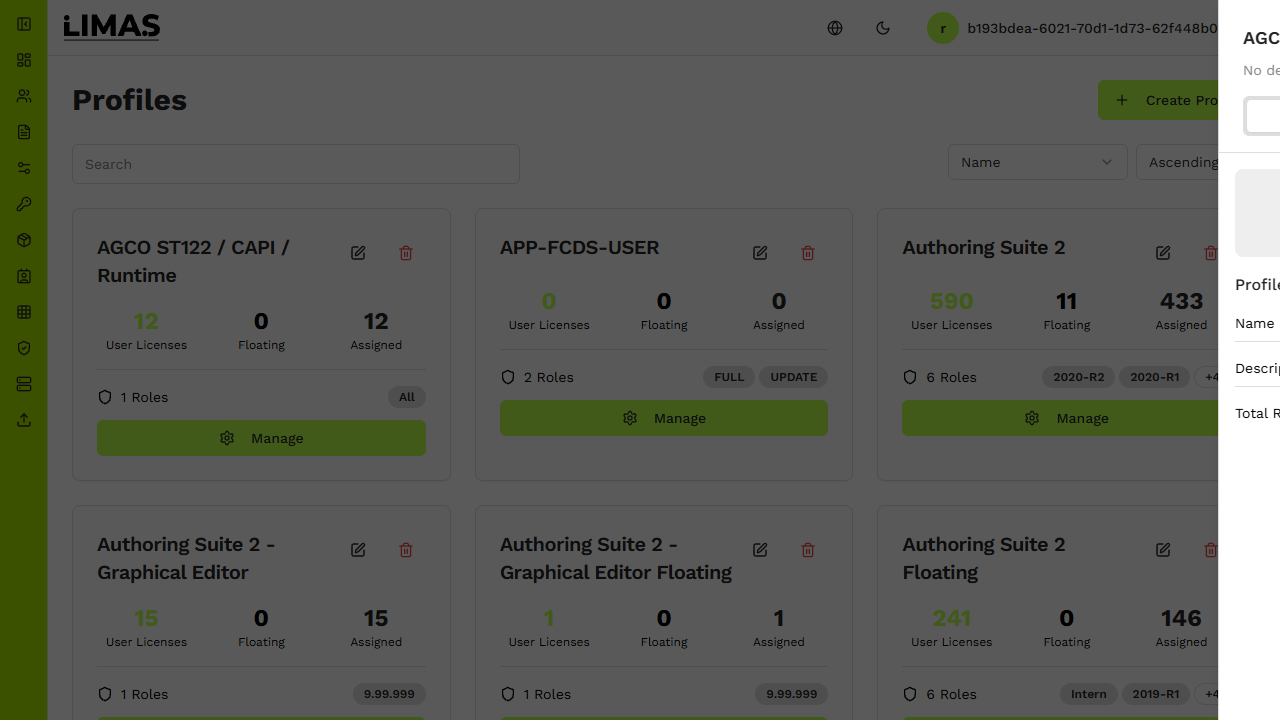 LIMAS
r b193bdea-6021-70d1-1d73-62f448b0
Profiles
Create Pro
Search
Name
Ascending
AGCO ST122 / CAPI /
Runtime
12 0 12
User Licenses Floating Assigned
1 Roles All
Manage
APP-FCDS-USER
0 0 0
User Licenses Floating Assigned
2 Roles FULL UPDATE
Manage
Authoring Suite 2
590 11 433
User Licenses Floating Assigned
6 Roles 2020-R2 2020-R1 +4
Manage
Authoring Suite 2 -
Graphical Editor
15 0 15
User Licenses Floating Assigned
1 Roles 9.99.999
Authoring Suite 2 -
Graphical Editor Floating
1 0 1
User Licenses Floating Assigned
1 Roles 9.99.999
Authoring Suite 2
Floating
241 0 146
User Licenses Floating Assigned
6 Roles Intern 2019-R1 +4
AGC
No de
Profile
Name
Descrip
Total R